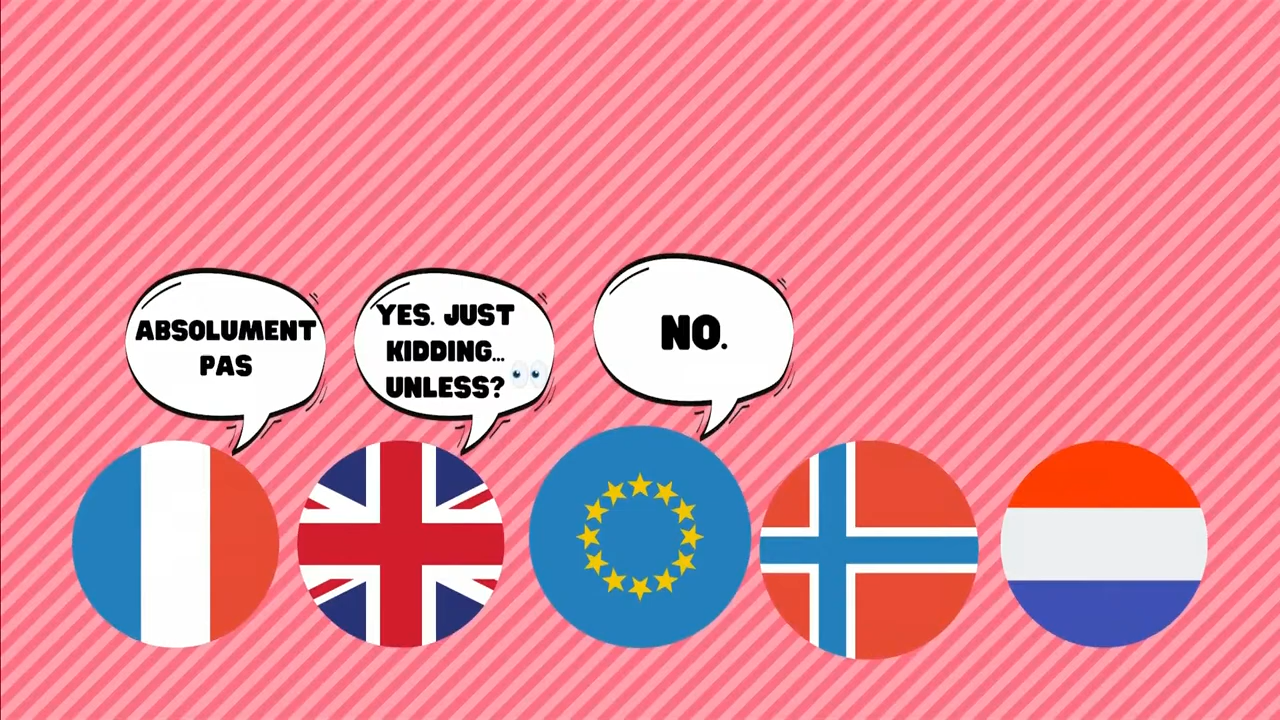 ABSOLUMENT
PAS
YES. JUST
KIDDING...
UNLESS? 👀
NO.